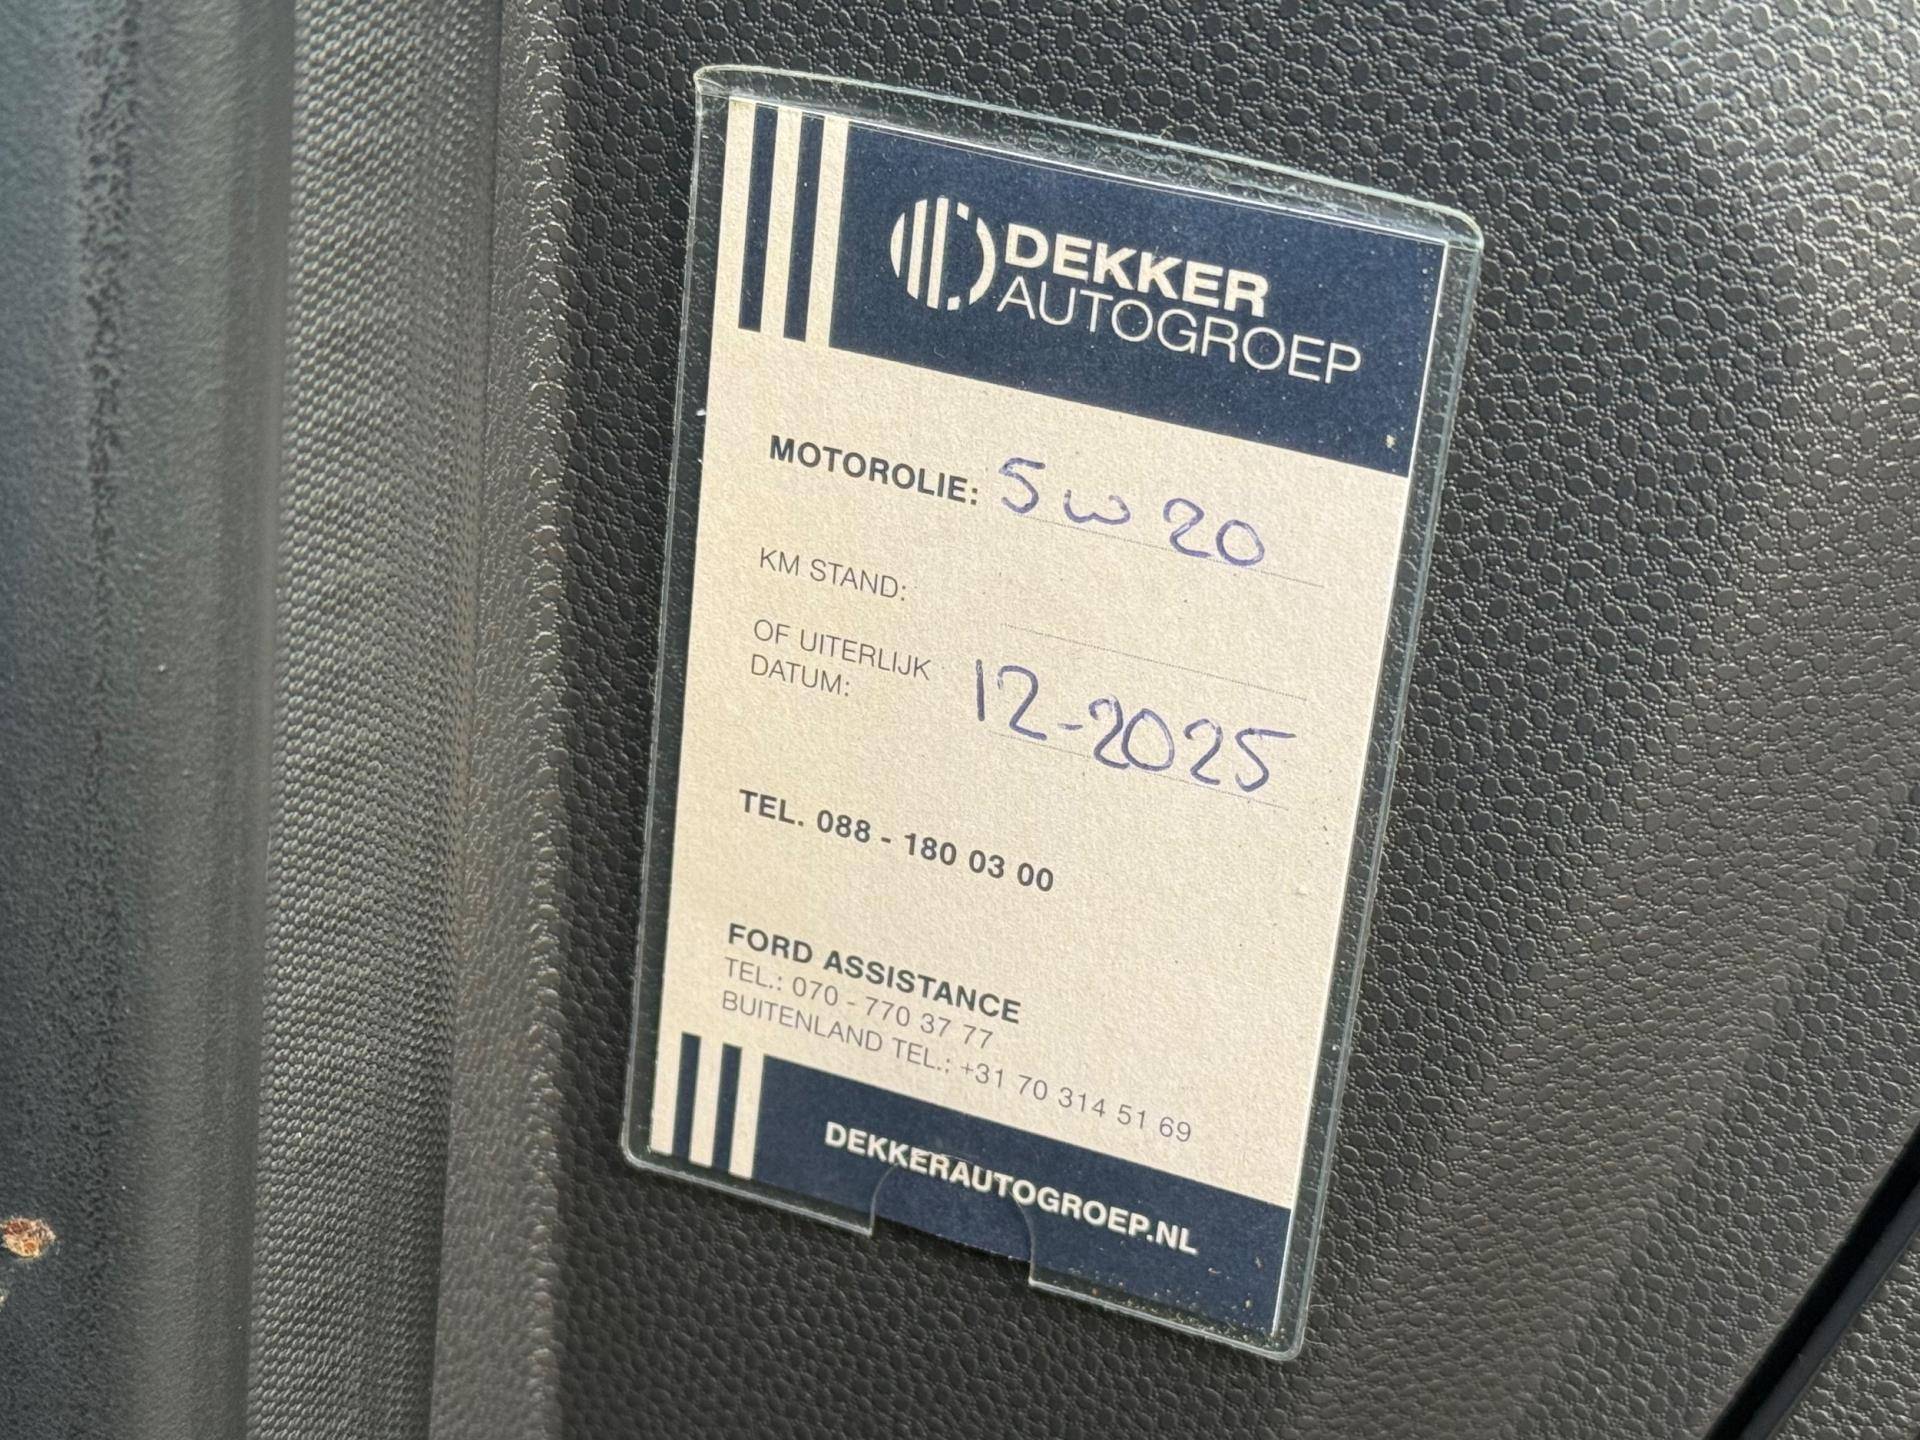 DEKKER
AUTOGROEP
MOTOROLIE: 5w20
KM STAND:
OF UITERLIJK
DATUM: 12-2025
TEL. 088 - 180 03 00
FORD ASSISTANCE
TEL.: 070 - 770 37 77
BUITENLAND TEL.: +31 70 314 51 69
DEKKERAUTOGROEP.NL